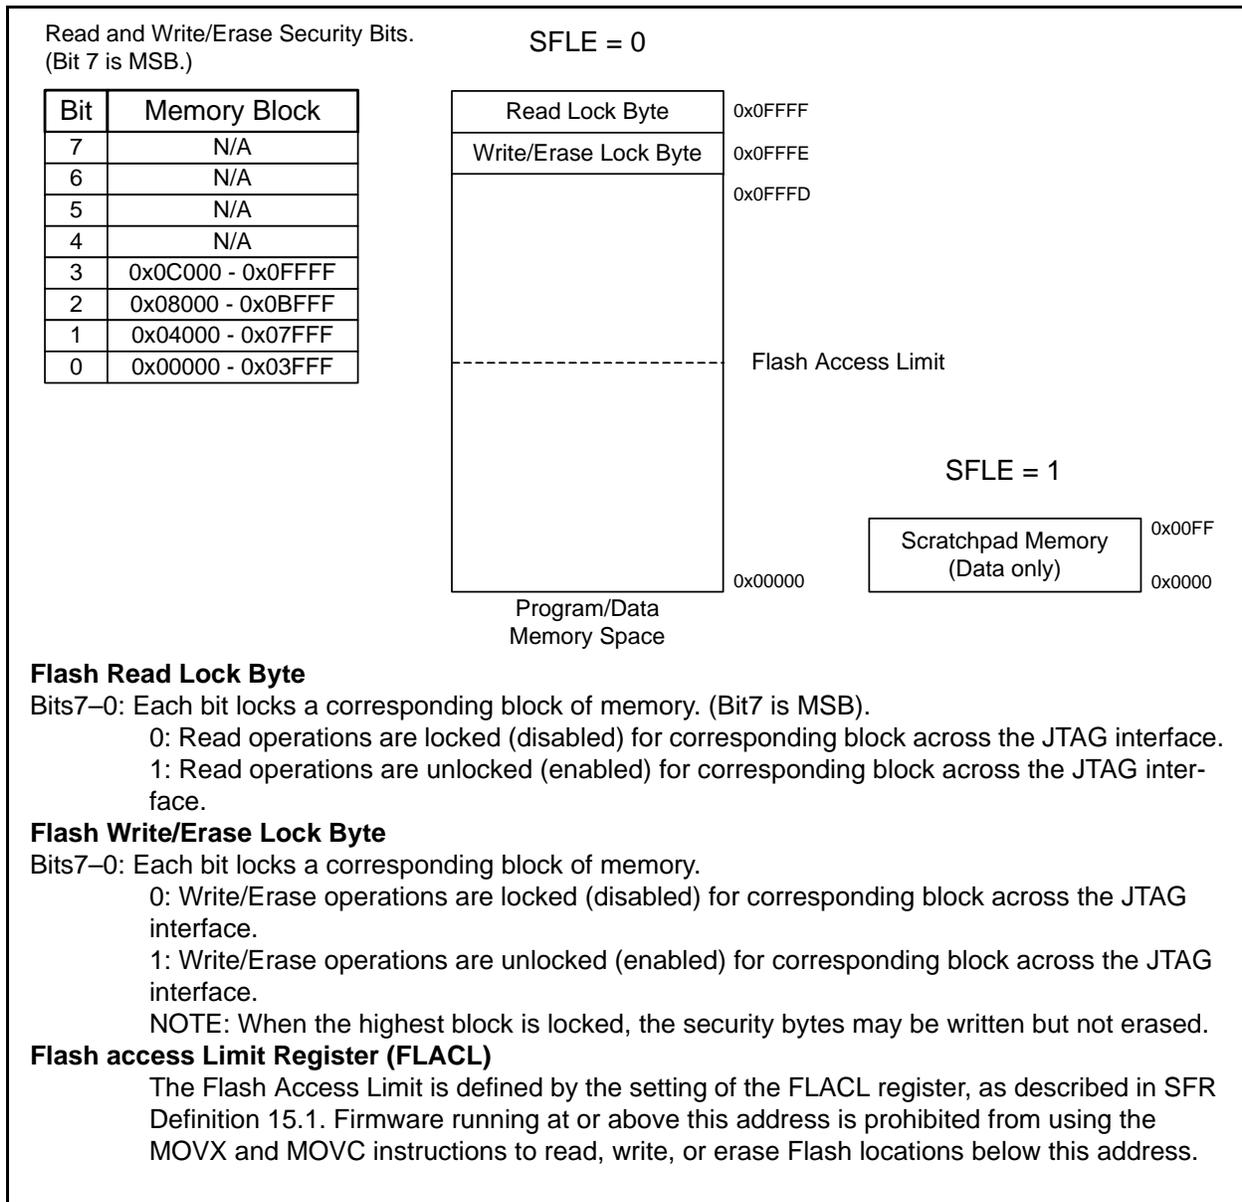 Read and Write/Erase Security Bits.
(Bit 7 is MSB.)
SFLE = 0
Bit Memory Block
7 N/A
6 N/A
5 N/A
4 N/A
3 0x0C000 - 0x0FFFF
2 0x08000 - 0x0BFFF
1 0x04000 - 0x07FFF
0 0x00000 - 0x03FFF
Read Lock Byte 0x0FFFF
Write/Erase Lock Byte 0x0FFFE
0x0FFFD
Flash Access Limit
0x00000
Program/Data
Memory Space
SFLE = 1
Scratchpad Memory
(Data only)
0x00FF
0x0000
Flash Read Lock Byte
Bits7–0: Each bit locks a corresponding block of memory. (Bit7 is MSB).
0: Read operations are locked (disabled) for corresponding block across the JTAG interface.
1: Read operations are unlocked (enabled) for corresponding block across the JTAG inter-
face.
Flash Write/Erase Lock Byte
Bits7–0: Each bit locks a corresponding block of memory.
0: Write/Erase operations are locked (disabled) for corresponding block across the JTAG
interface.
1: Write/Erase operations are unlocked (enabled) for corresponding block across the JTAG
interface.
NOTE: When the highest block is locked, the security bytes may be written but not erased.
Flash access Limit Register (FLACL)
The Flash Access Limit is defined by the setting of the FLACL register, as described in SFR
Definition 15.1. Firmware running at or above this address is prohibited from using the
MOVX and MOVC instructions to read, write, or erase Flash locations below this address.